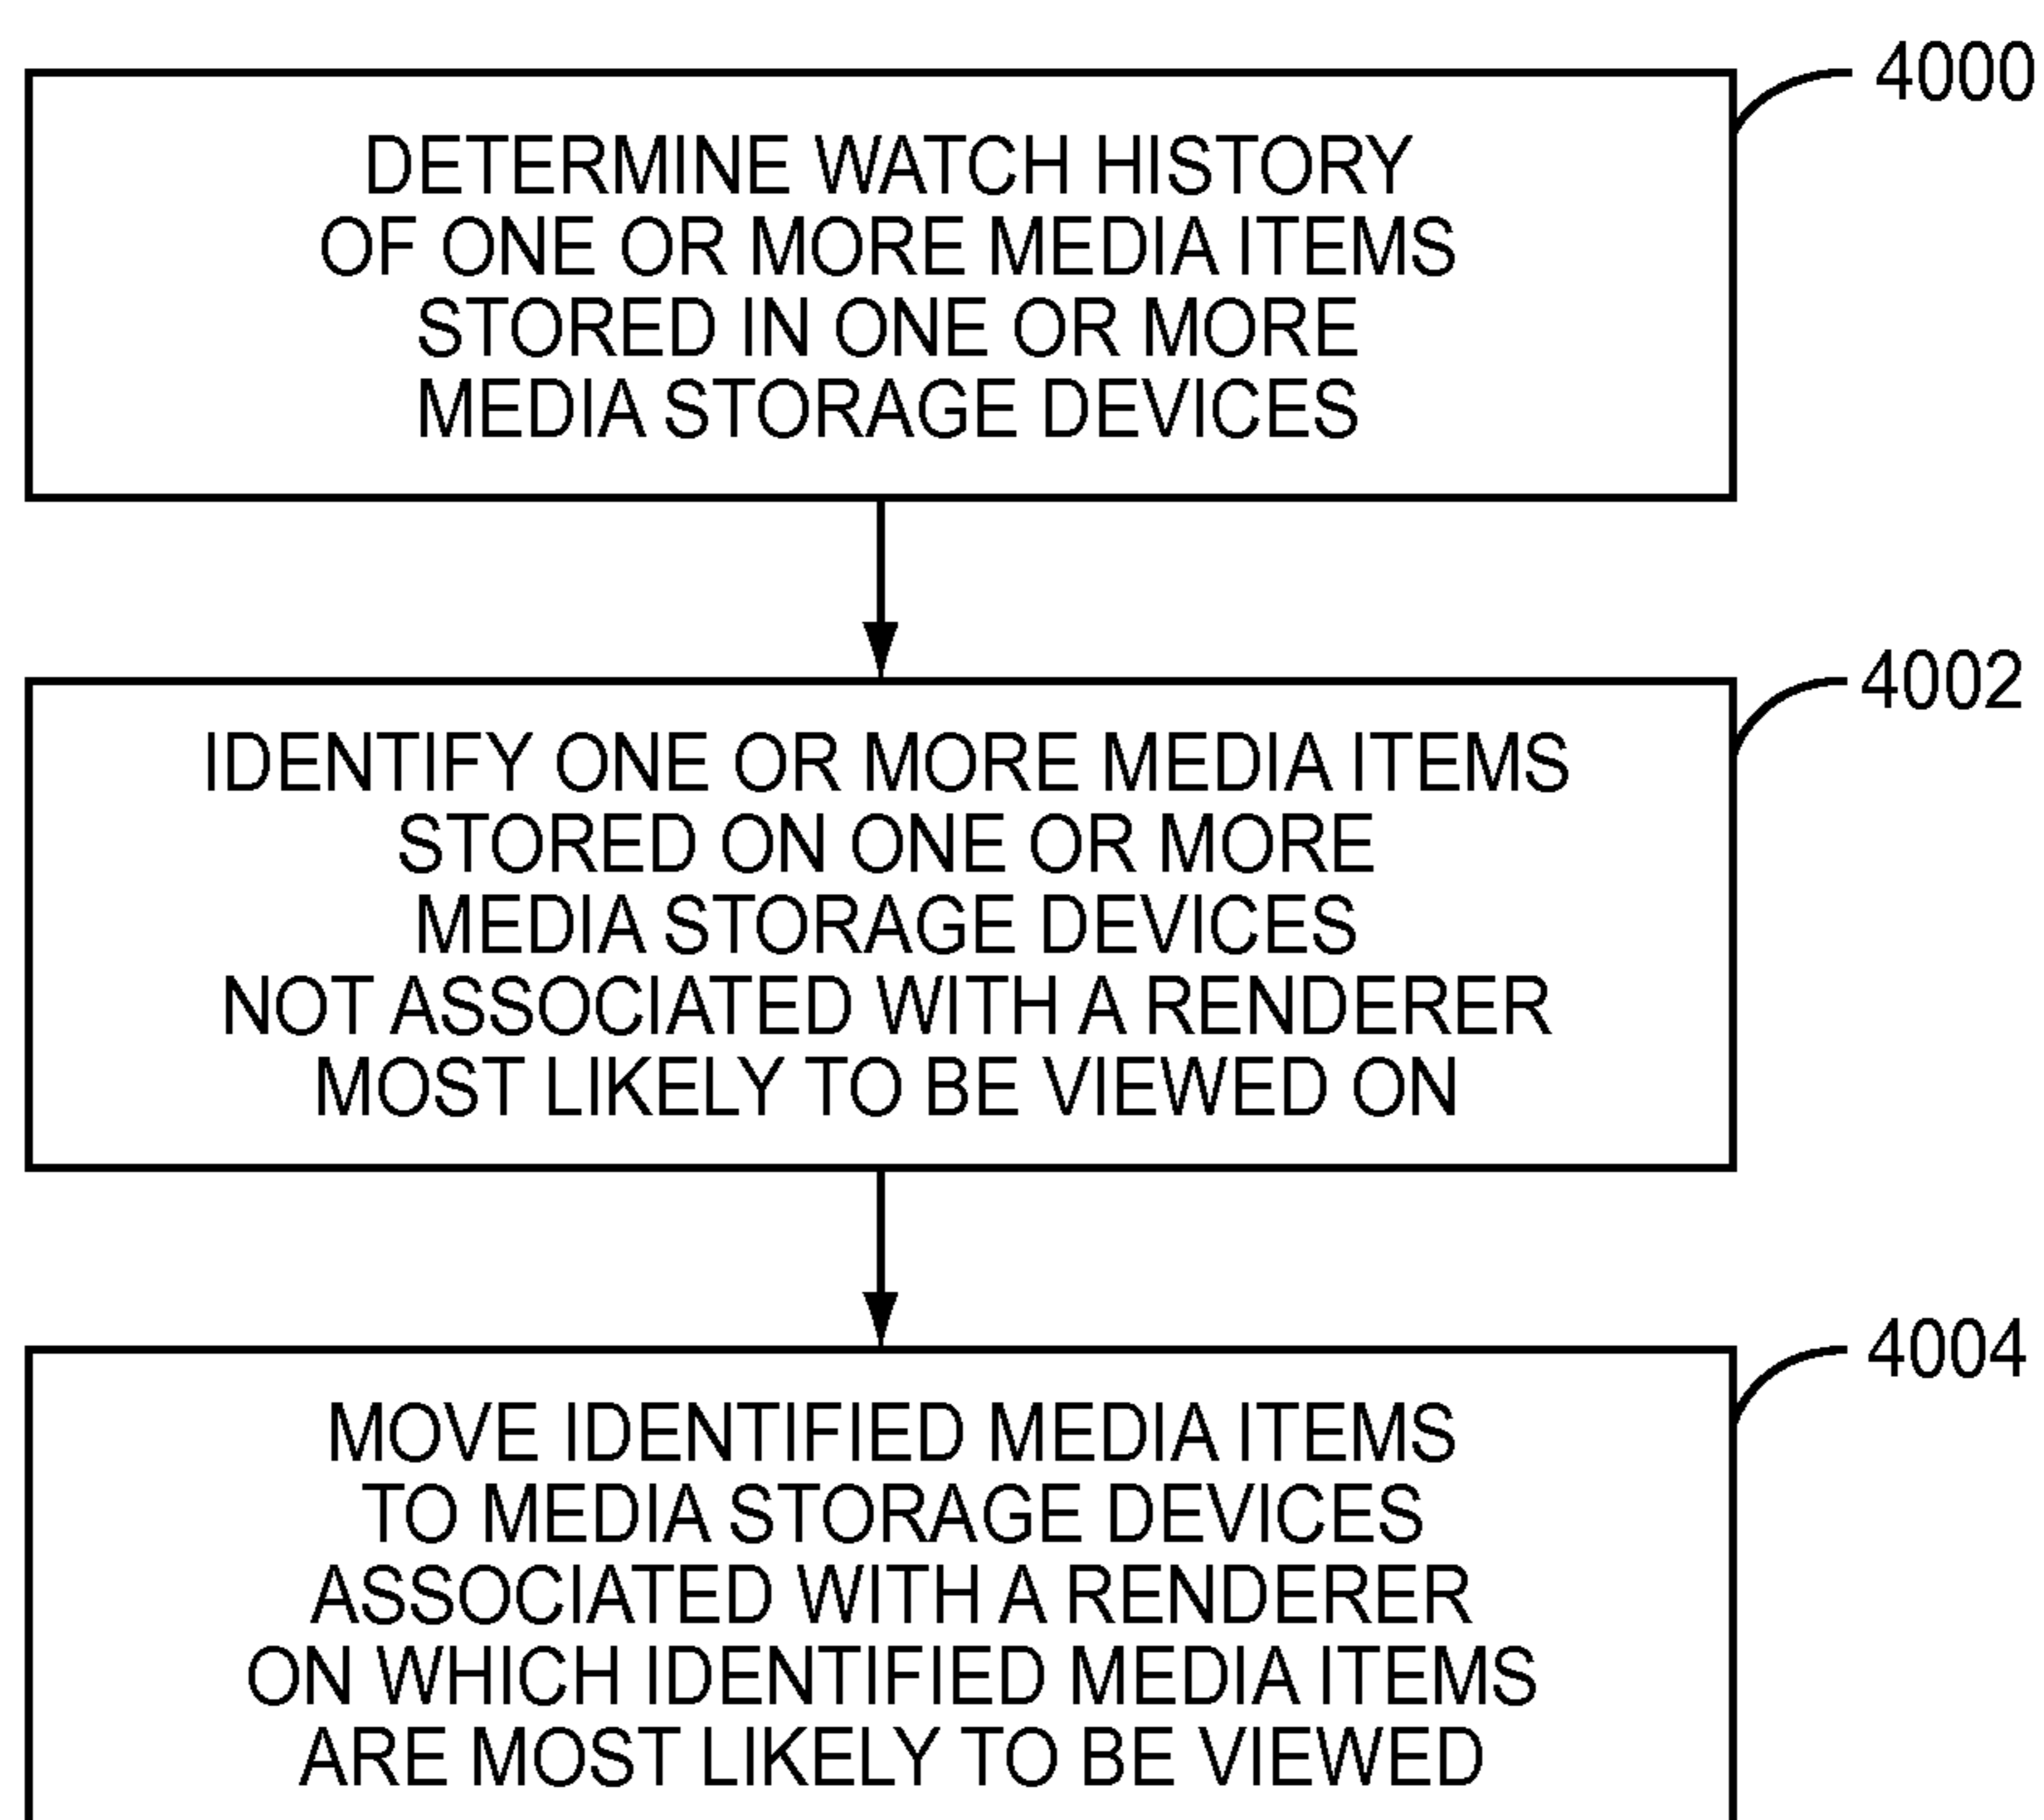 4000
DETERMINE WATCH HISTORY
OF ONE OR MORE MEDIA ITEMS
STORED IN ONE OR MORE
MEDIA STORAGE DEVICES
4002
IDENTIFY ONE OR MORE MEDIA ITEMS
STORED ON ONE OR MORE
MEDIA STORAGE DEVICES
NOT ASSOCIATED WITH A RENDERER
MOST LIKELY TO BE VIEWED ON
4004
MOVE IDENTIFIED MEDIA ITEMS
TO MEDIA STORAGE DEVICES
ASSOCIATED WITH A RENDERER
ON WHICH IDENTIFIED MEDIA ITEMS
ARE MOST LIKELY TO BE VIEWED